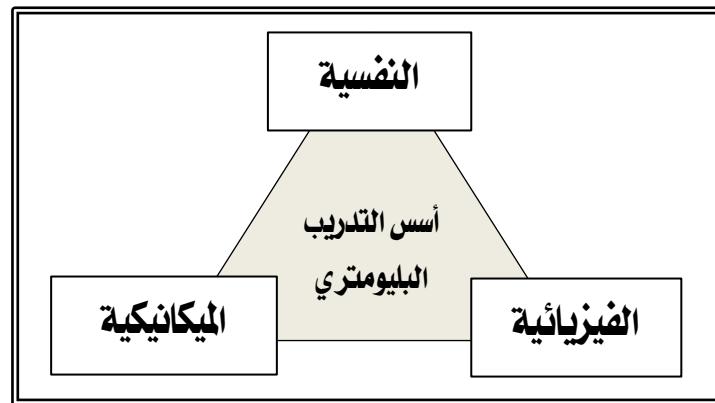 النفسية
أسس التدريب
البليومتري
الفيزيائية
الميكانيكية